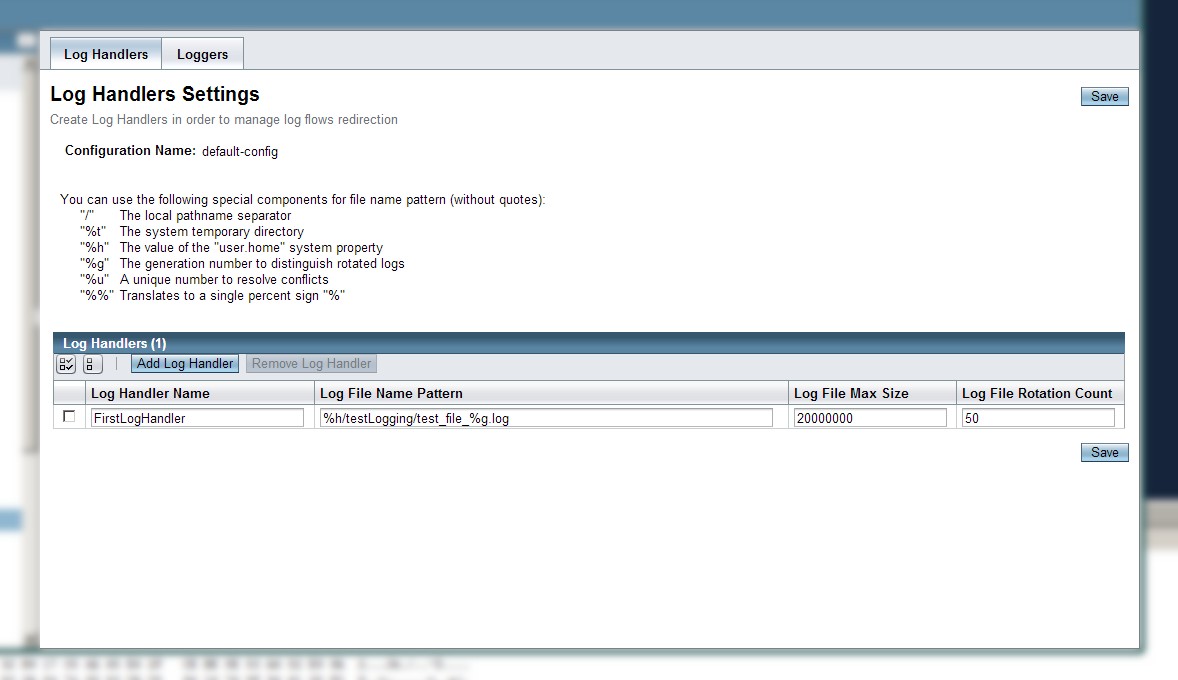 Log Handlers Loggers
Log Handlers Settings
Save
Create Log Handlers in order to manage log flows redirection
Configuration Name: default-config
You can use the following special components for file name pattern (without quotes):
"/" The local pathname separator
"%t" The system temporary directory
"%h" The value of the "user.home" system property
"%g" The generation number to distinguish rotated logs
"%u" A unique number to resolve conflicts
"%%" Translates to a single percent sign "%"
Log Handlers (1)
Add Log Handler Remove Log Handler
Log Handler Name Log File Name Pattern Log File Max Size Log File Rotation Count
FirstLogHandler %h/testLogging/test_file_%g.log 20000000 50
Save